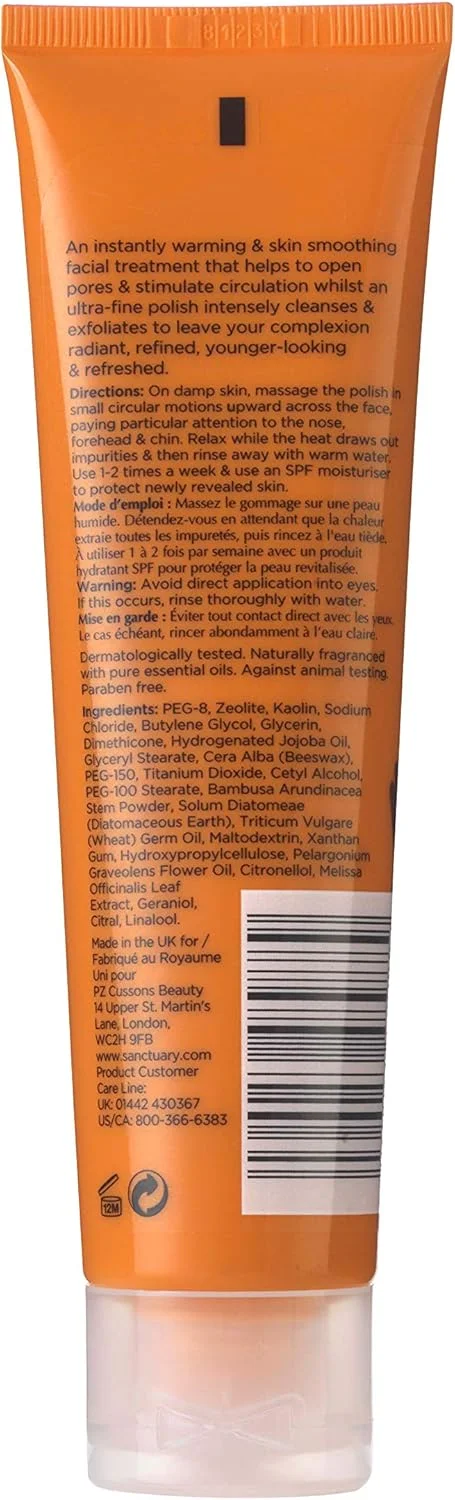 8123Y
An instantly warming & skin smoothing
facial treatment that helps to open
pores & stimulate circulation whilst an
ultra-fine polish intensely cleanses &
exfoliates to leave your complexion
radiant, refined, younger-looking
& refreshed.
Directions: On damp skin, massage the polish in
small circular motions upward across the face,
paying particular attention to the nose,
forehead & chin. Relax while the heat draws out
impurities & then rinse away with warm water.
Use 1-2 times a week & use an SPF moisturiser
to protect newly revealed skin.
Mode d'emploi : Massez le gommage sur une peau
humide. Détendez-vous en attendant que la chaleur
extraie toutes les impuretés, puis rincez à l'eau tiède.
À utiliser 1 à 2 fois par semaine avec un produit
hydratant SPF pour protéger la peau revitalisée.
Warning: Avoid direct application into eyes.
If this occurs, rinse thoroughly with water.
Mise en garde : Éviter tout contact direct avec les yeux.
Le cas échéant, rincer abondamment à l'eau claire.
Dermatologically tested. Naturally fragranced
with pure essential oils. Against animal testing.
Paraben free.
Ingredients: PEG-8, Zeolite, Kaolin, Sodium
Chloride, Butylene Glycol, Glycerin,
Dimethicone, Hydrogenated Jojoba Oil,
Glyceryl Stearate, Cera Alba (Beeswax),
PEG-150, Titanium Dioxide, Cetyl Alcohol,
PEG-100 Stearate, Bambusa Arundinacea
Stem Powder, Solum Diatomeae
(Diatomaceous Earth), Triticum Vulgare
(Wheat) Germ Oil, Maltodextrin, Xanthan
Gum, Hydroxypropylcellulose, Pelargonium
Graveolens Flower Oil, Citronellol, Melissa
Officinalis Leaf
Extract, Geraniol,
Citral, Linalool.
Made in the UK for /
Fabriqué au Royaume
Uni pour
PZ Cussons Beauty
14 Upper St. Martin's
Lane, London,
WC2H 9FB
www.sanctuary.com
Product Customer
Care Line:
UK: 01442 430367
US/CA: 800-366-6383
12M